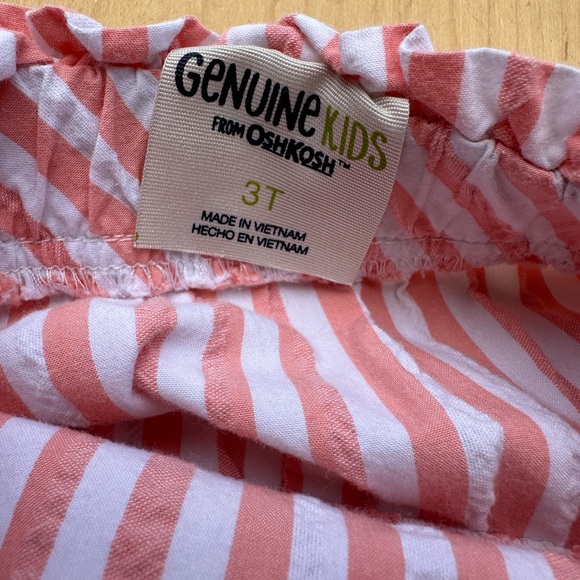 GENUINE KIDS
FROM OSHKOSH™
3T
MADE IN VIETNAM
HECHO EN VIETNAM